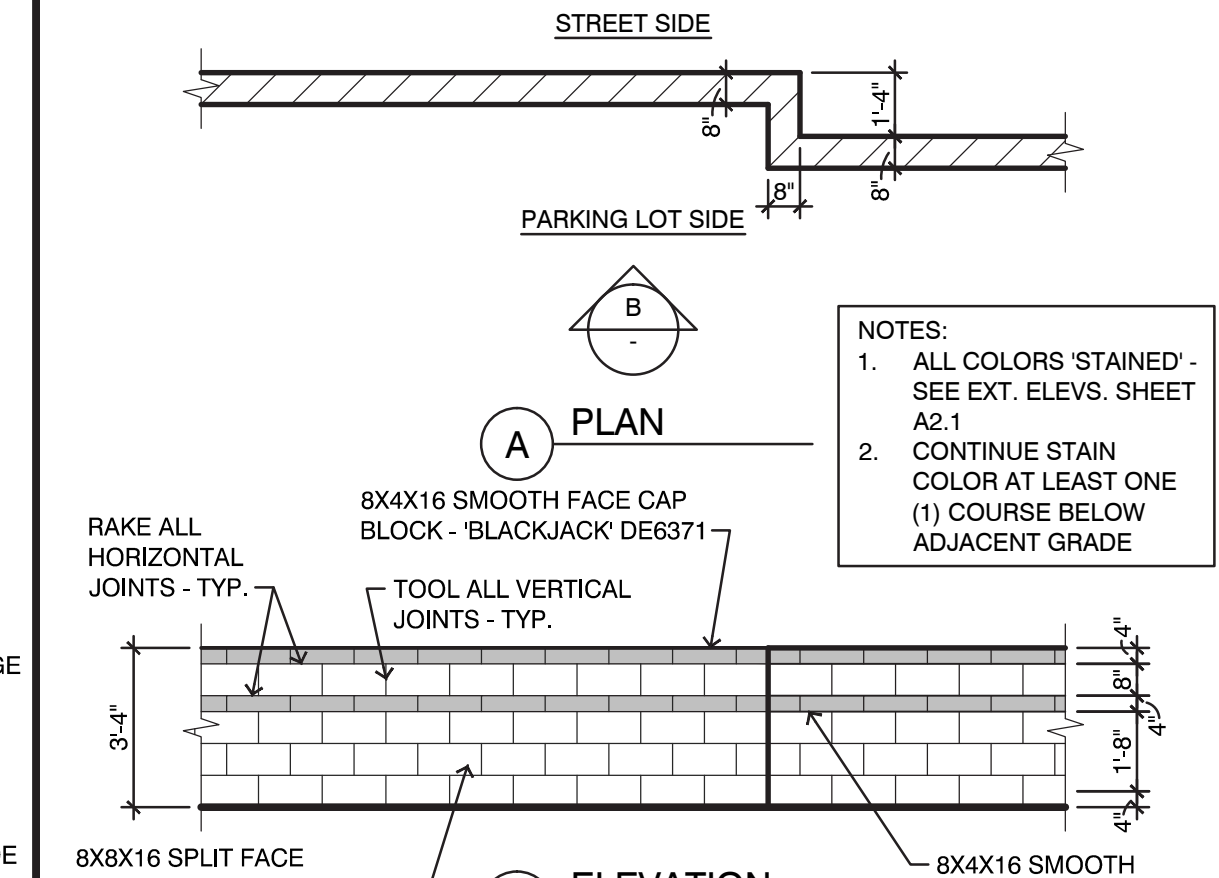 STREET SIDE
8"
1'-4"
8"
8"
PARKING LOT SIDE
B
-
A
PLAN
NOTES:
1. ALL COLORS 'STAINED' -
SEE EXT. ELEVS. SHEET
A2.1
2. CONTINUE STAIN
COLOR AT LEAST ONE
(1) COURSE BELOW
ADJACENT GRADE
8X4X16 SMOOTH FACE CAP
BLOCK - 'BLACKJACK' DE6371
RAKE ALL
HORIZONTAL
JOINTS - TYP.
TOOL ALL VERTICAL
JOINTS - TYP.
GE
3'-4"
4"
8"
4"
1'-8"
4"
DE
8X8X16 SPLIT FACE
ELEVATION
8X4X16 SMOOTH